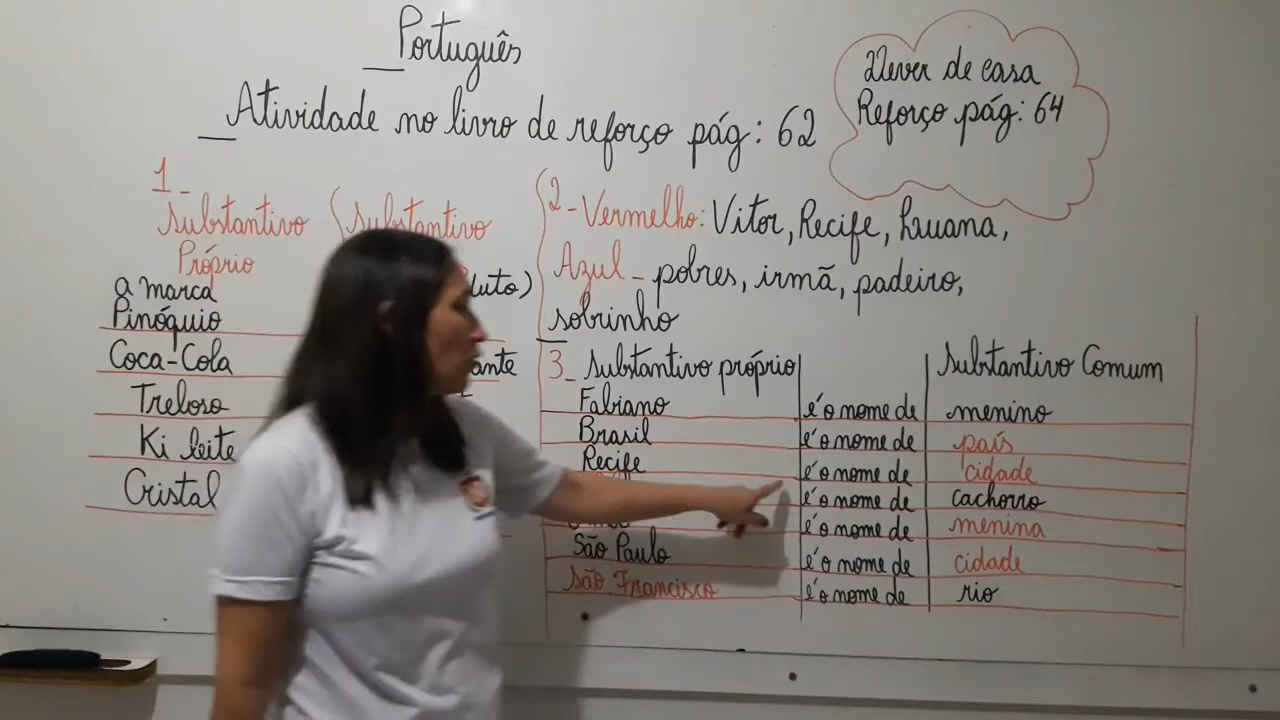 Português
Atividade no livro de reforço pág: 62
Dever de casa
Reforço pág: 64
1-
Substantivo
Próprio
a marca
Pinóquio
Coca-Cola
Treloso
Ki leite
Cristal
Substantivo
2- Vermelho: Vitor, Recife, Luana,
Azul - pobres, irmã, padeiro,
sobrinho
3- Substantivo próprio Substantivo Comum
Fabiano é o nome de menino
Brasil é o nome de país
Recife é o nome de cidade
é o nome de cachorro
é o nome de menina
São Paulo é o nome de cidade
São Francisco é o nome de rio